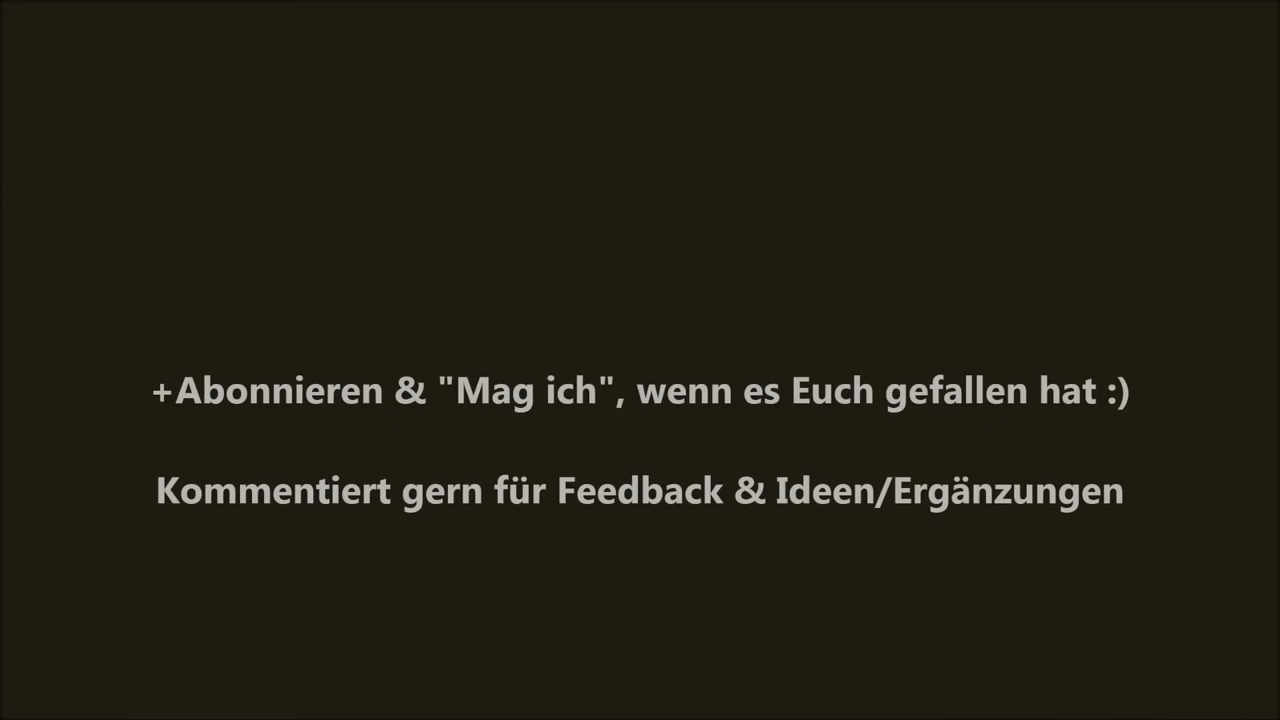 +Abonnieren & "Mag ich", wenn es Euch gefallen hat :)
Kommentiert gern für Feedback & Ideen/Ergänzungen